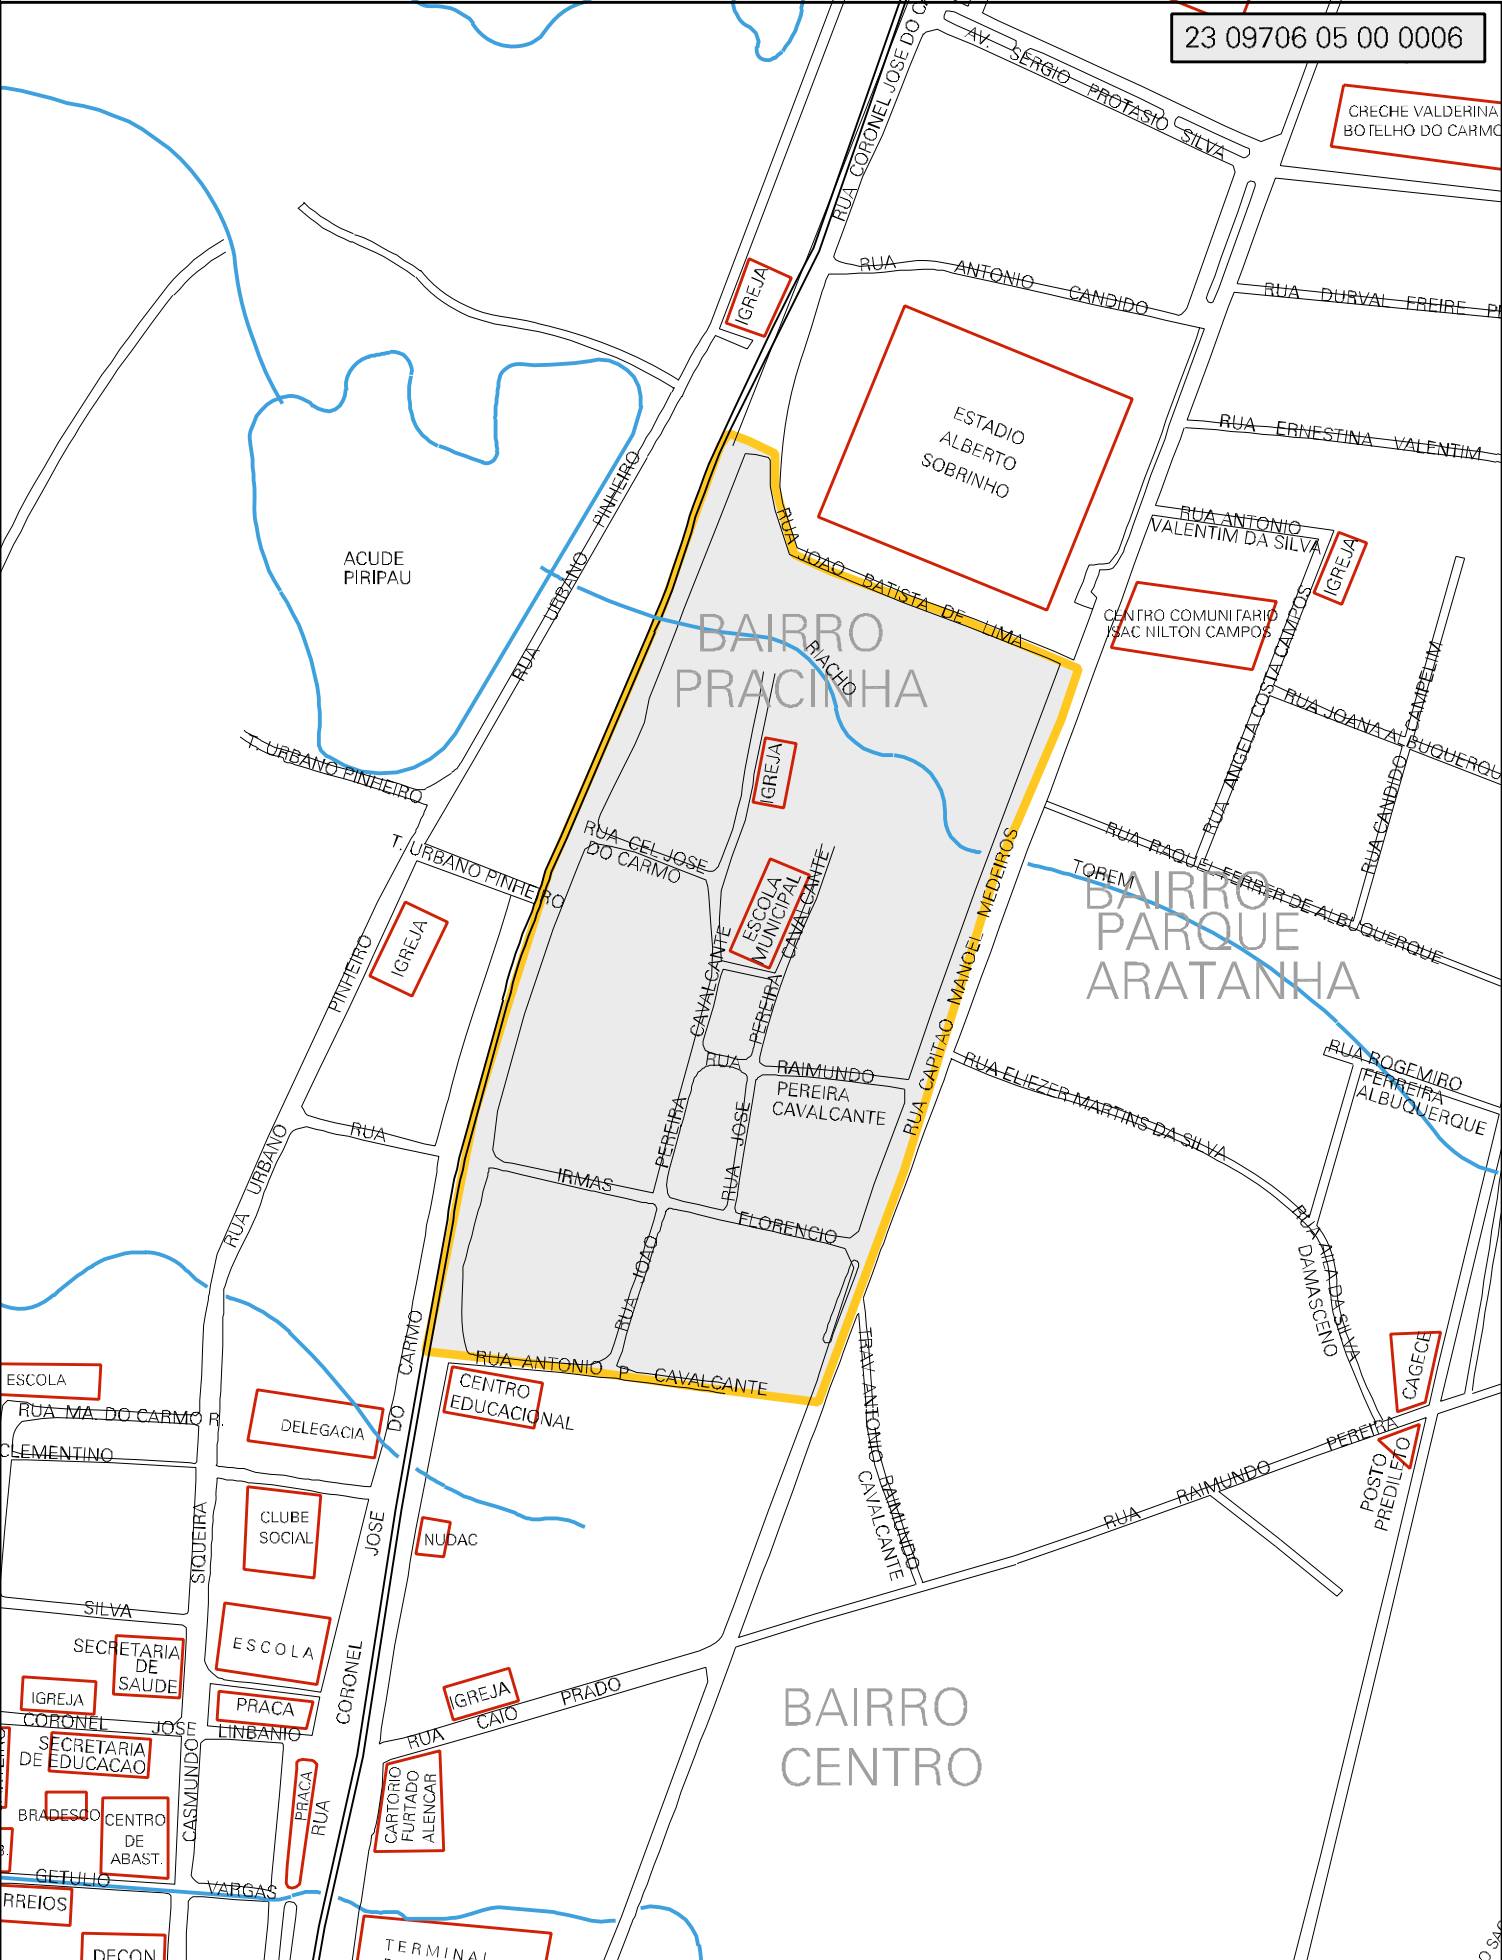 23 09706 05 00 0006
RUA CORONEL JOSE DO
AV. SERGIO PROTASIO SILVA
CRECHE VALDERINA
BOTELHO DO CARMO
RUA ANTONIO CANDIDO
RUA DURVAL FREIRE
IGREJA
ESTADIO
ALBERTO
SOBRINHO
RUA ERNESTINA VALENTIM
RUA ANTONIO
VALENTIM DA SILVA
IGREJA
RUA JOAO BATISTA DE LIMA
ACUDE
PIRIPAU
RUA URBANO PINHEIRO
CENTRO COMUNITARIO
ISAC NILTON CAMPOS
BAIRRO
PRACINHA
RIACHO
RUA ANGELA COSTA CAMPOS
RUA JOANA ALBUQUERQU
RUA CANDIDO CAMPELIM
T. URBANO PINHEIRO
IGREJA
T. URBANO PINHEIRO
RUA CEL JOSE
DO CARMO
ESCOLA
MUNICIPAL
RUA RAQUEL FERRER DE ALBUQUERQUE
TOREM
BAIRRO
PARQUE
ARATANHA
IGREJA
RUA URBANO PINHEIRO
RUA JOAO PEREIRA CAVALCANTE
RUA JOSE PEREIRA CAVALCANTE
RUA CAPITAO MANOEL MEDEIROS
RUA RAIMUNDO
PEREIRA
CAVALCANTE
RUA ELIEZER MARTINS DA SILVA
RUA ROGEMIRO
FERREIRA
ALBUQUERQUE
RUA IRMAS FLORENCIO
RUA AILA DA SILVA
DAMASCENO
RUA ANTONIO P CAVALCANTE
CENTRO
EDUCACIONAL
TRAV. ANTONIO RAIMUNDO
CAVALCANTE
CAGECE
POSTO
PREDILETO
RUA RAIMUNDO PEREIRA
ESCOLA
RUA MA. DO CARMO R.
CLEMENTINO
DELEGACIA
CLUBE
SOCIAL
NUDAC
SIQUEIRA
RUA CORONEL JOSE DO CARMO
SILVA
ESCOLA
SECRETARIA
DE
SAUDE
IGREJA
PRACA
CORONEL JOSE LINBANIO
SECRETARIA
DE EDUCACAO
IGREJA
RUA CAIO PRADO
BAIRRO
CENTRO
CASMUNDO
PRACA
CARTORIO
FURTADO
ALENCAR
BRADESCO
CENTRO
DE
ABAST.
GETULIO VARGAS
RREIOS
DECON
TERMINAL